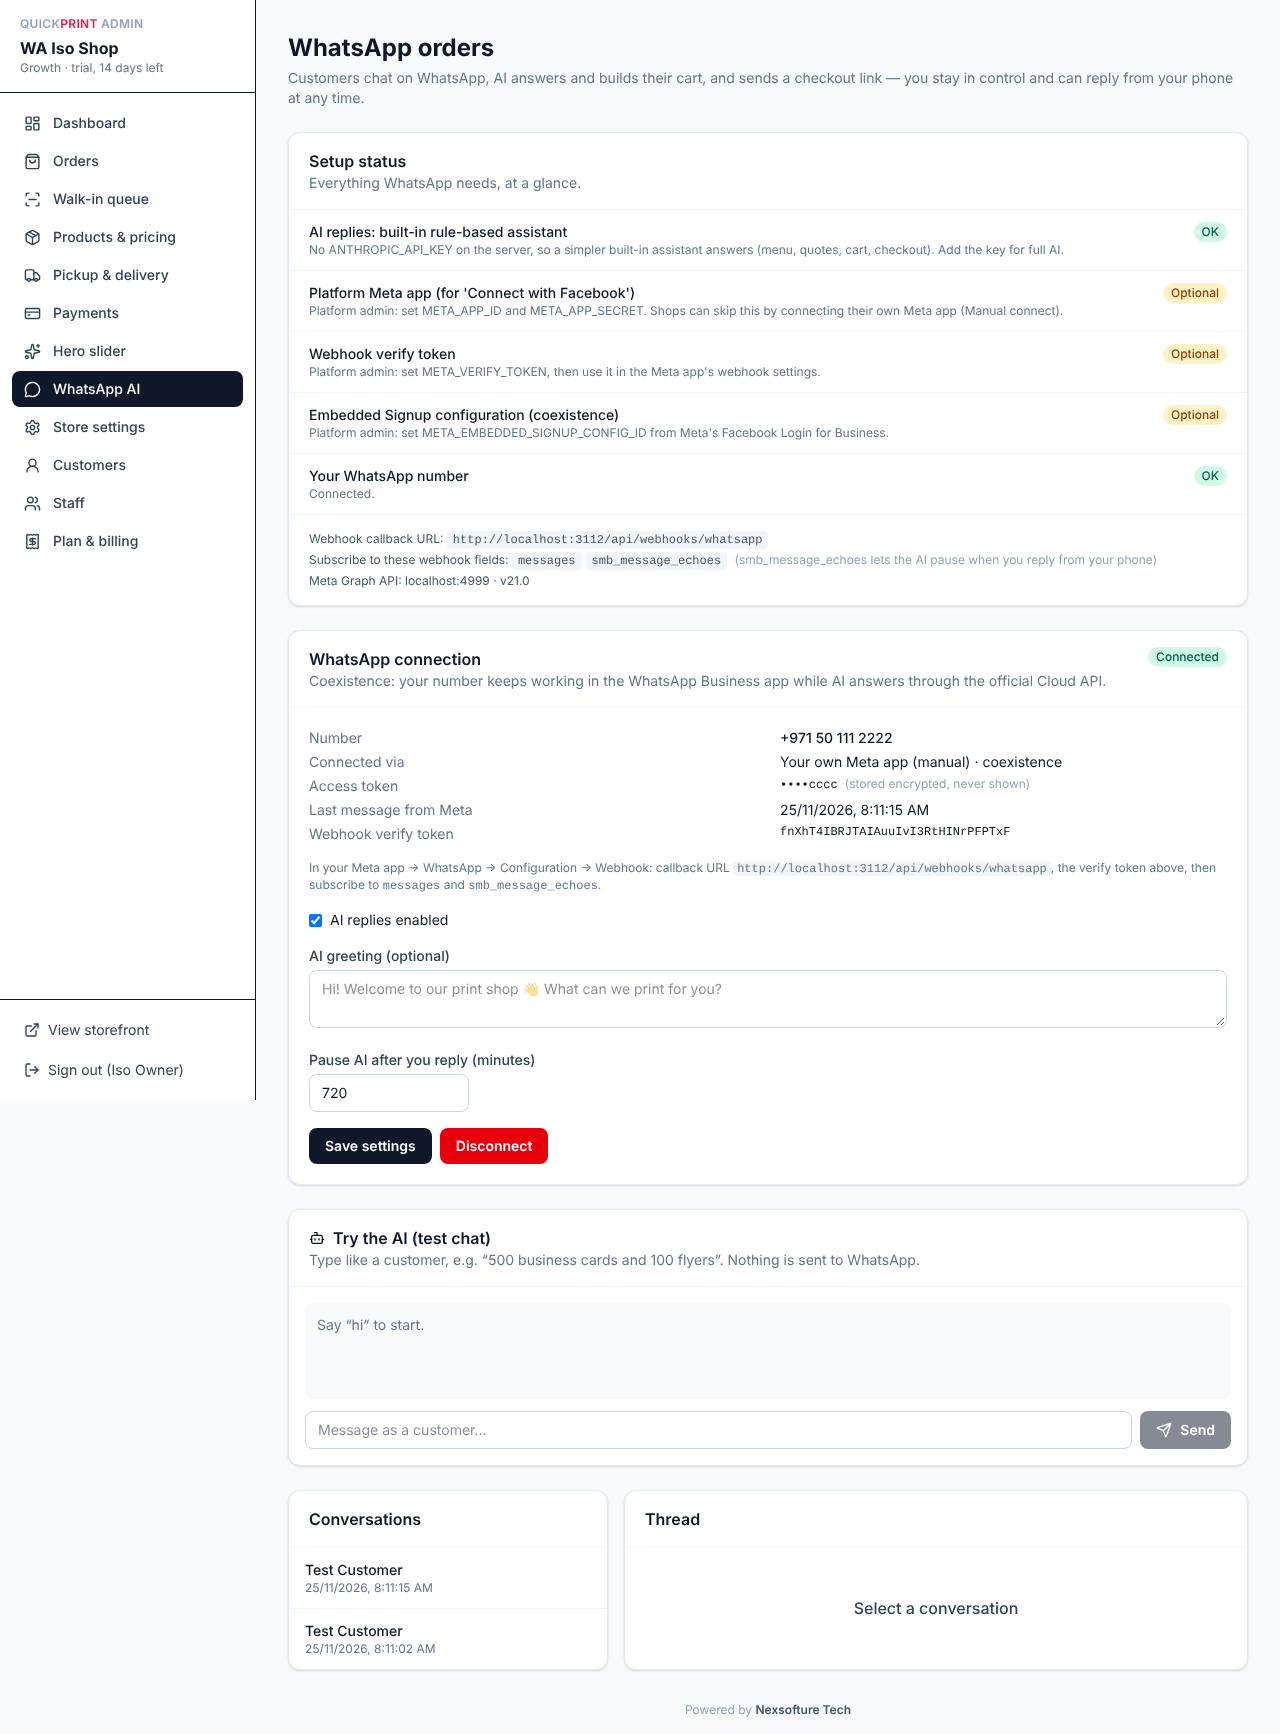 QUICKPRINT ADMIN
WA Iso Shop
Growth · trial, 14 days left
Dashboard
Orders
Walk-in queue
Products & pricing
Pickup & delivery
Payments
Hero slider
WhatsApp AI
Store settings
Customers
Staff
Plan & billing
View storefront
Sign out (Iso Owner)
WhatsApp orders
Customers chat on WhatsApp, AI answers and builds their cart, and sends a checkout link — you stay in control and can reply from your phone
at any time.
Setup status
Everything WhatsApp needs, at a glance.
AI replies: built-in rule-based assistant
OK
No ANTHROPIC_API_KEY on the server, so a simpler built-in assistant answers (menu, quotes, cart, checkout). Add the key for full AI.
Platform Meta app (for 'Connect with Facebook')
Optional
Platform admin: set META_APP_ID and META_APP_SECRET. Shops can skip this by connecting their own Meta app (Manual connect).
Webhook verify token
Optional
Platform admin: set META_VERIFY_TOKEN, then use it in the Meta app's webhook settings.
Embedded Signup configuration (coexistence)
Optional
Platform admin: set META_EMBEDDED_SIGNUP_CONFIG_ID from Meta's Facebook Login for Business.
Your WhatsApp number
OK
Connected.
Webhook callback URL: http://localhost:3112/api/webhooks/whatsapp
Subscribe to these webhook fields: messages smb_message_echoes (smb_message_echoes lets the AI pause when you reply from your phone)
Meta Graph API: localhost:4999 · v21.0
WhatsApp connection
Connected
Coexistence: your number keeps working in the WhatsApp Business app while AI answers through the official Cloud API.
Number +971 50 111 2222
Connected via Your own Meta app (manual) · coexistence
Access token ••••cccc (stored encrypted, never shown)
Last message from Meta 25/11/2026, 8:11:15 AM
Webhook verify token fnXhT4IBRJTAIAuuIvI3RtHINrPFPTxF
In your Meta app → WhatsApp → Configuration → Webhook: callback URL http://localhost:3112/api/webhooks/whatsapp, the verify token above, then
subscribe to messages and smb_message_echoes.
AI replies enabled
AI greeting (optional)
Hi! Welcome to our print shop 👋 What can we print for you?
Pause AI after you reply (minutes)
720
Save settings
Disconnect
Try the AI (test chat)
Type like a customer, e.g. “500 business cards and 100 flyers”. Nothing is sent to WhatsApp.
Say “hi” to start.
Message as a customer...
Send
Conversations
Test Customer
25/11/2026, 8:11:15 AM
Test Customer
25/11/2026, 8:11:02 AM
Thread
Select a conversation
Powered by Nexsofture Tech